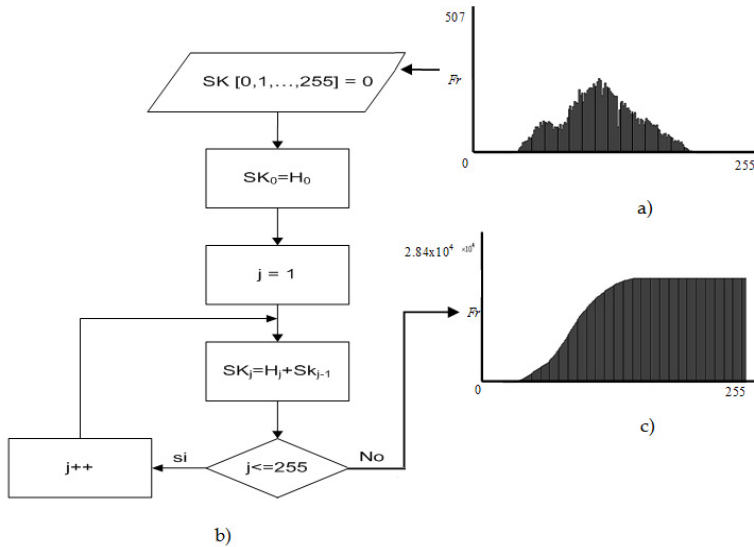 SK [0,1,...,255] = 0
SK₀=H₀
j = 1
SKⱼ=Hⱼ+Skⱼ₋₁
j<=255
si
No
j++
b)
507
Fr
0
255
a)
2.84x10⁴
×10⁴
Fr
0
255
c)